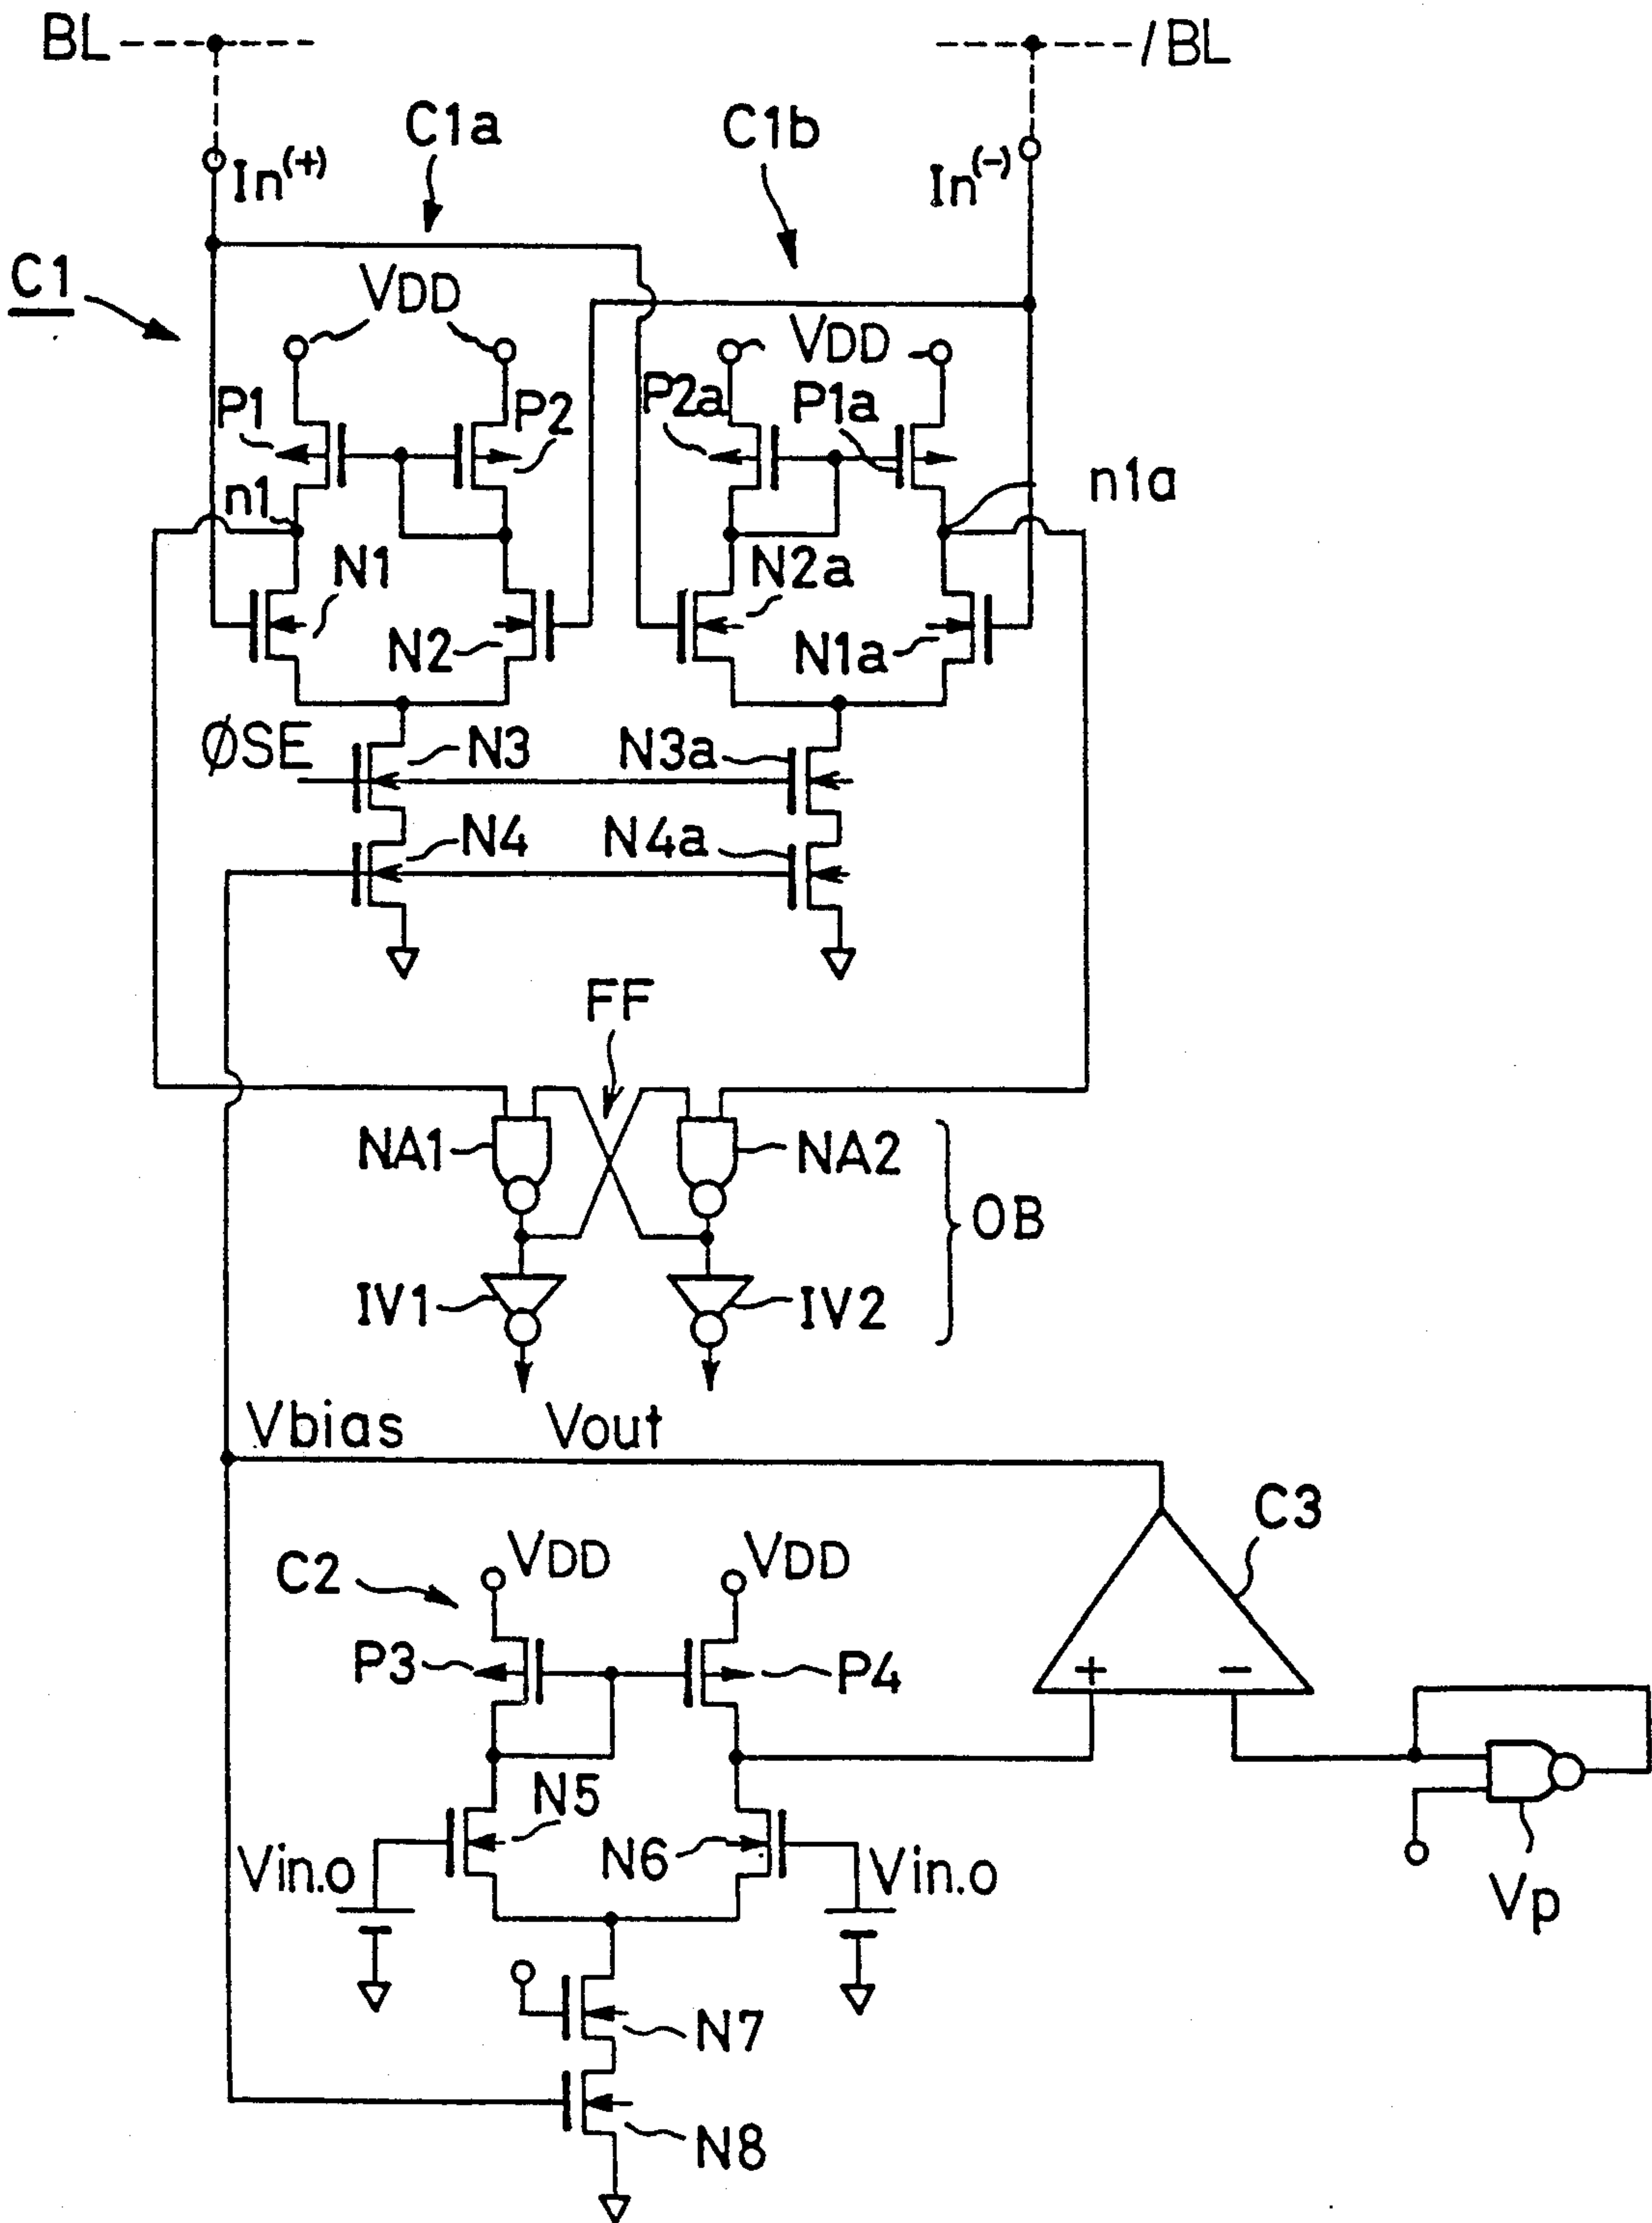 BL
/BL
C1a
C1b
In(+)
In(-)
C1
VDD
VDD
P1
P2
P2a
P1a
n1
n1a
N1
N2a
N2
N1a
ØSE
N3
N3a
N4
N4a
FF
NA1
NA2
OB
IV1
IV2
Vbias
Vout
C3
C2
VDD
VDD
P3
P4
+
−
N5
N6
Vin.o
Vin.o
Vp
N7
N8